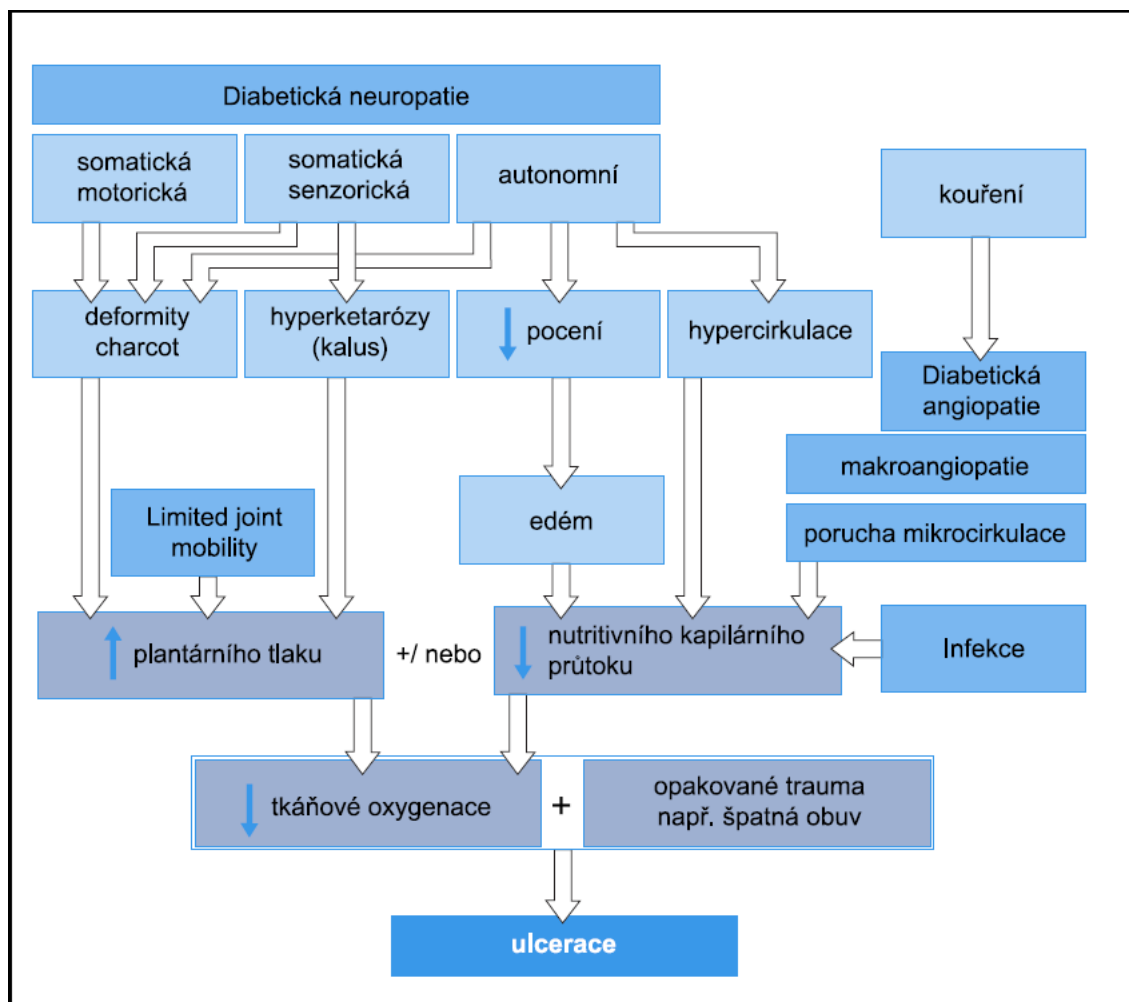 Diabetická neuropatie
somatická
motorická
somatická
senzorická
autonomní
kouření
deformity
charcot
hyperketarózy
(kalus)
pocení
hypercirkulace
Diabetická
angiopatie
makroangiopatie
Limited joint
mobility
edém
porucha mikrocirkulace
plantárního tlaku
+/ nebo
nutritivního kapilárního
průtoku
Infekce
tkáňové oxygenace
+
opakované trauma
např. špatná obuv
ulcerace